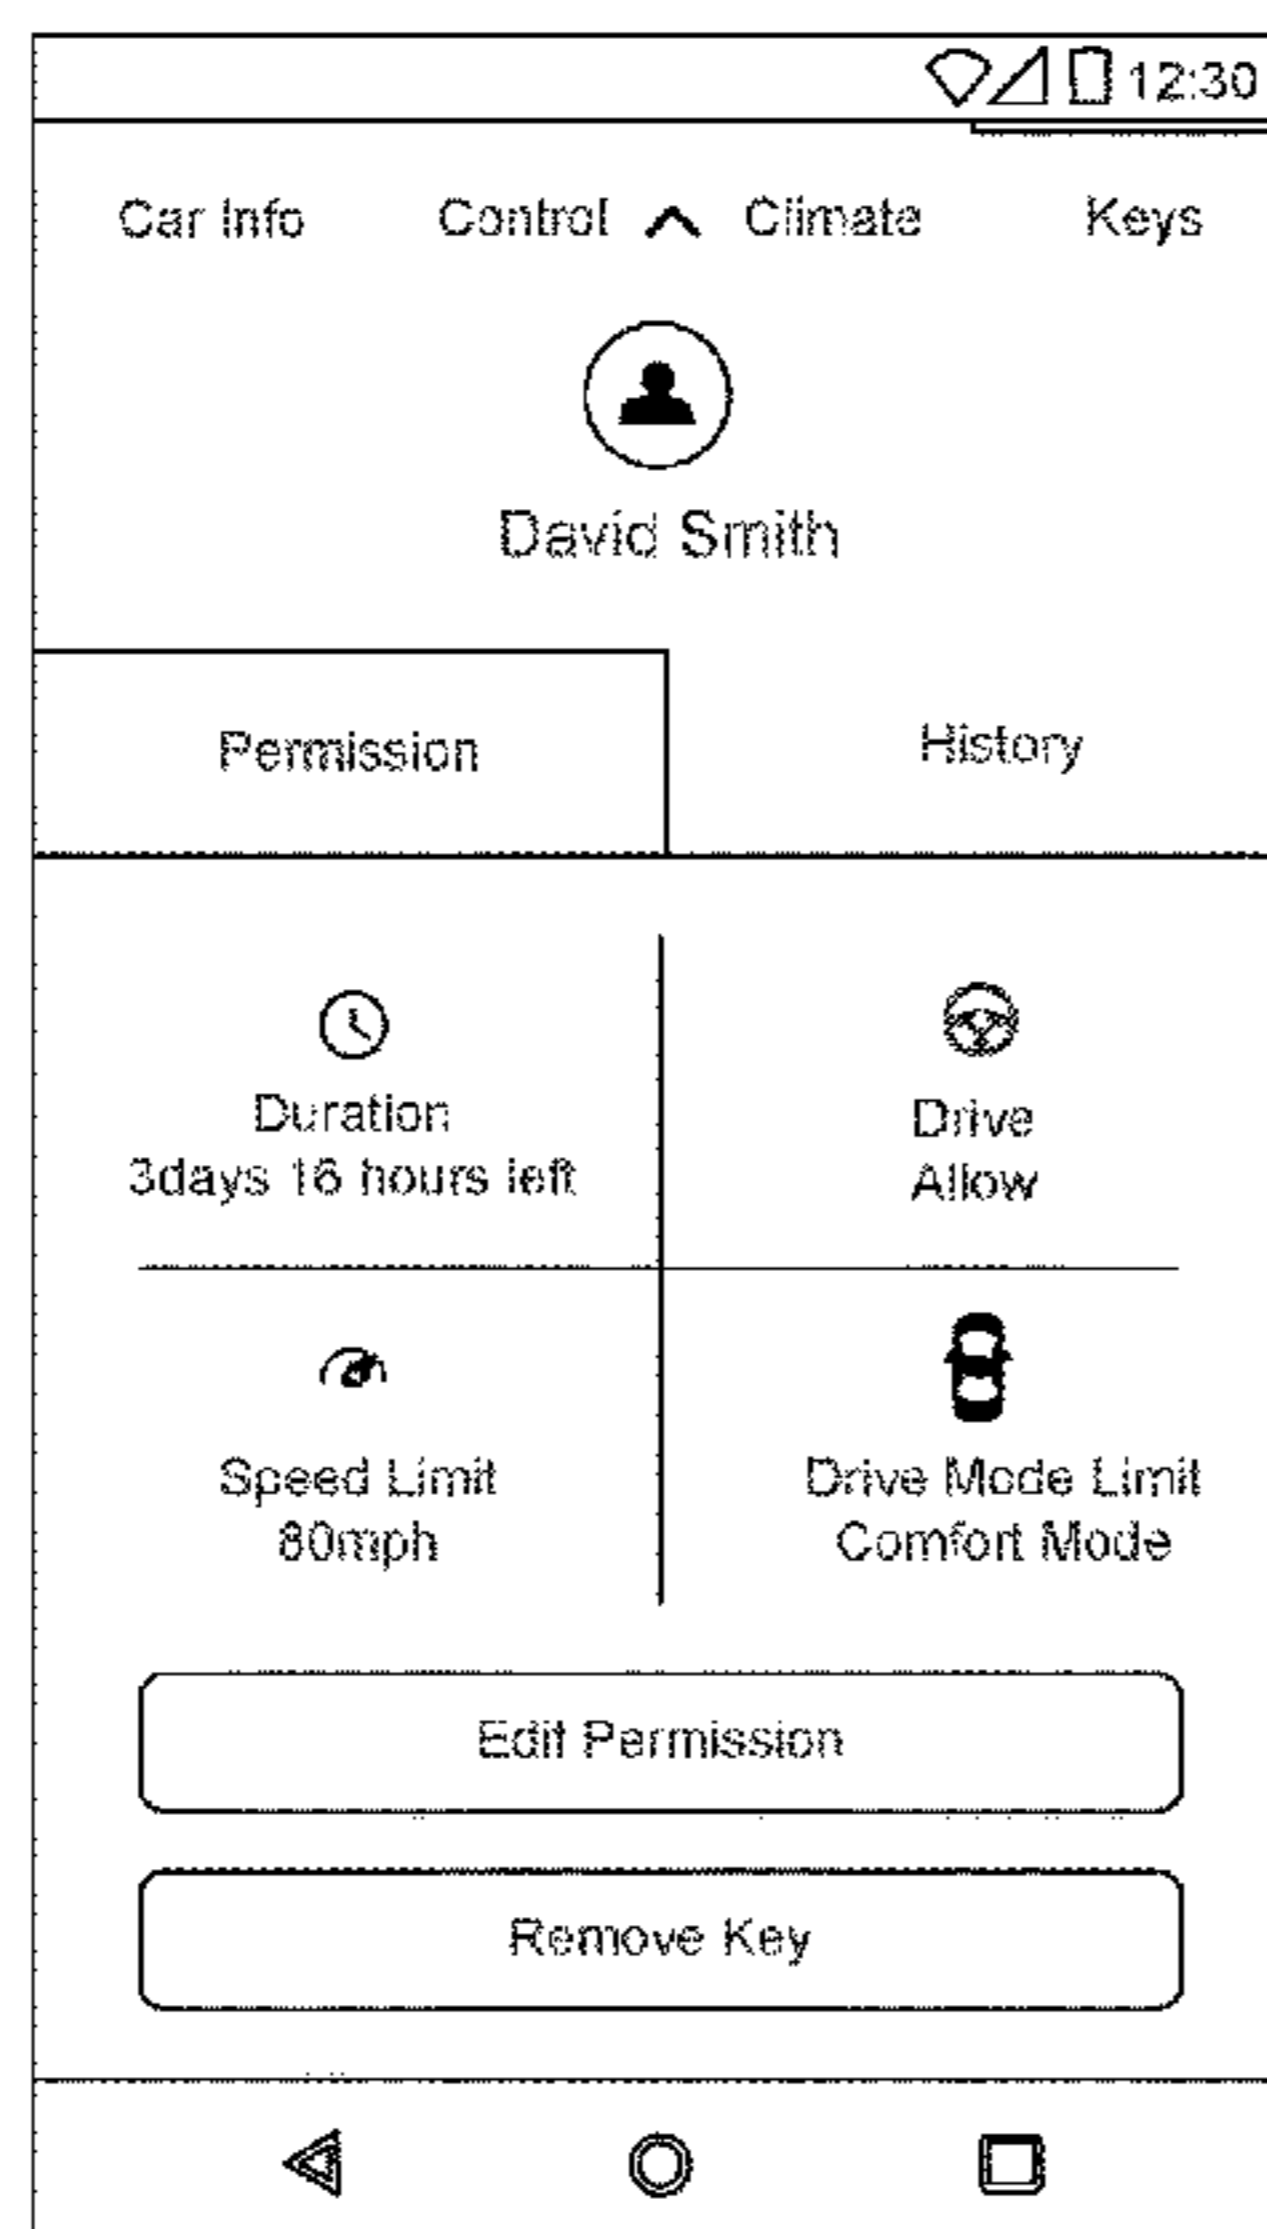 12:30
Car Info Control Climate Keys
David Smith
Permission History
Duration Drive
3days 16 hours left Allow
Speed Limit Drive Mode Limit
80mph Comfort Mode
Edit Permission
Remove Key